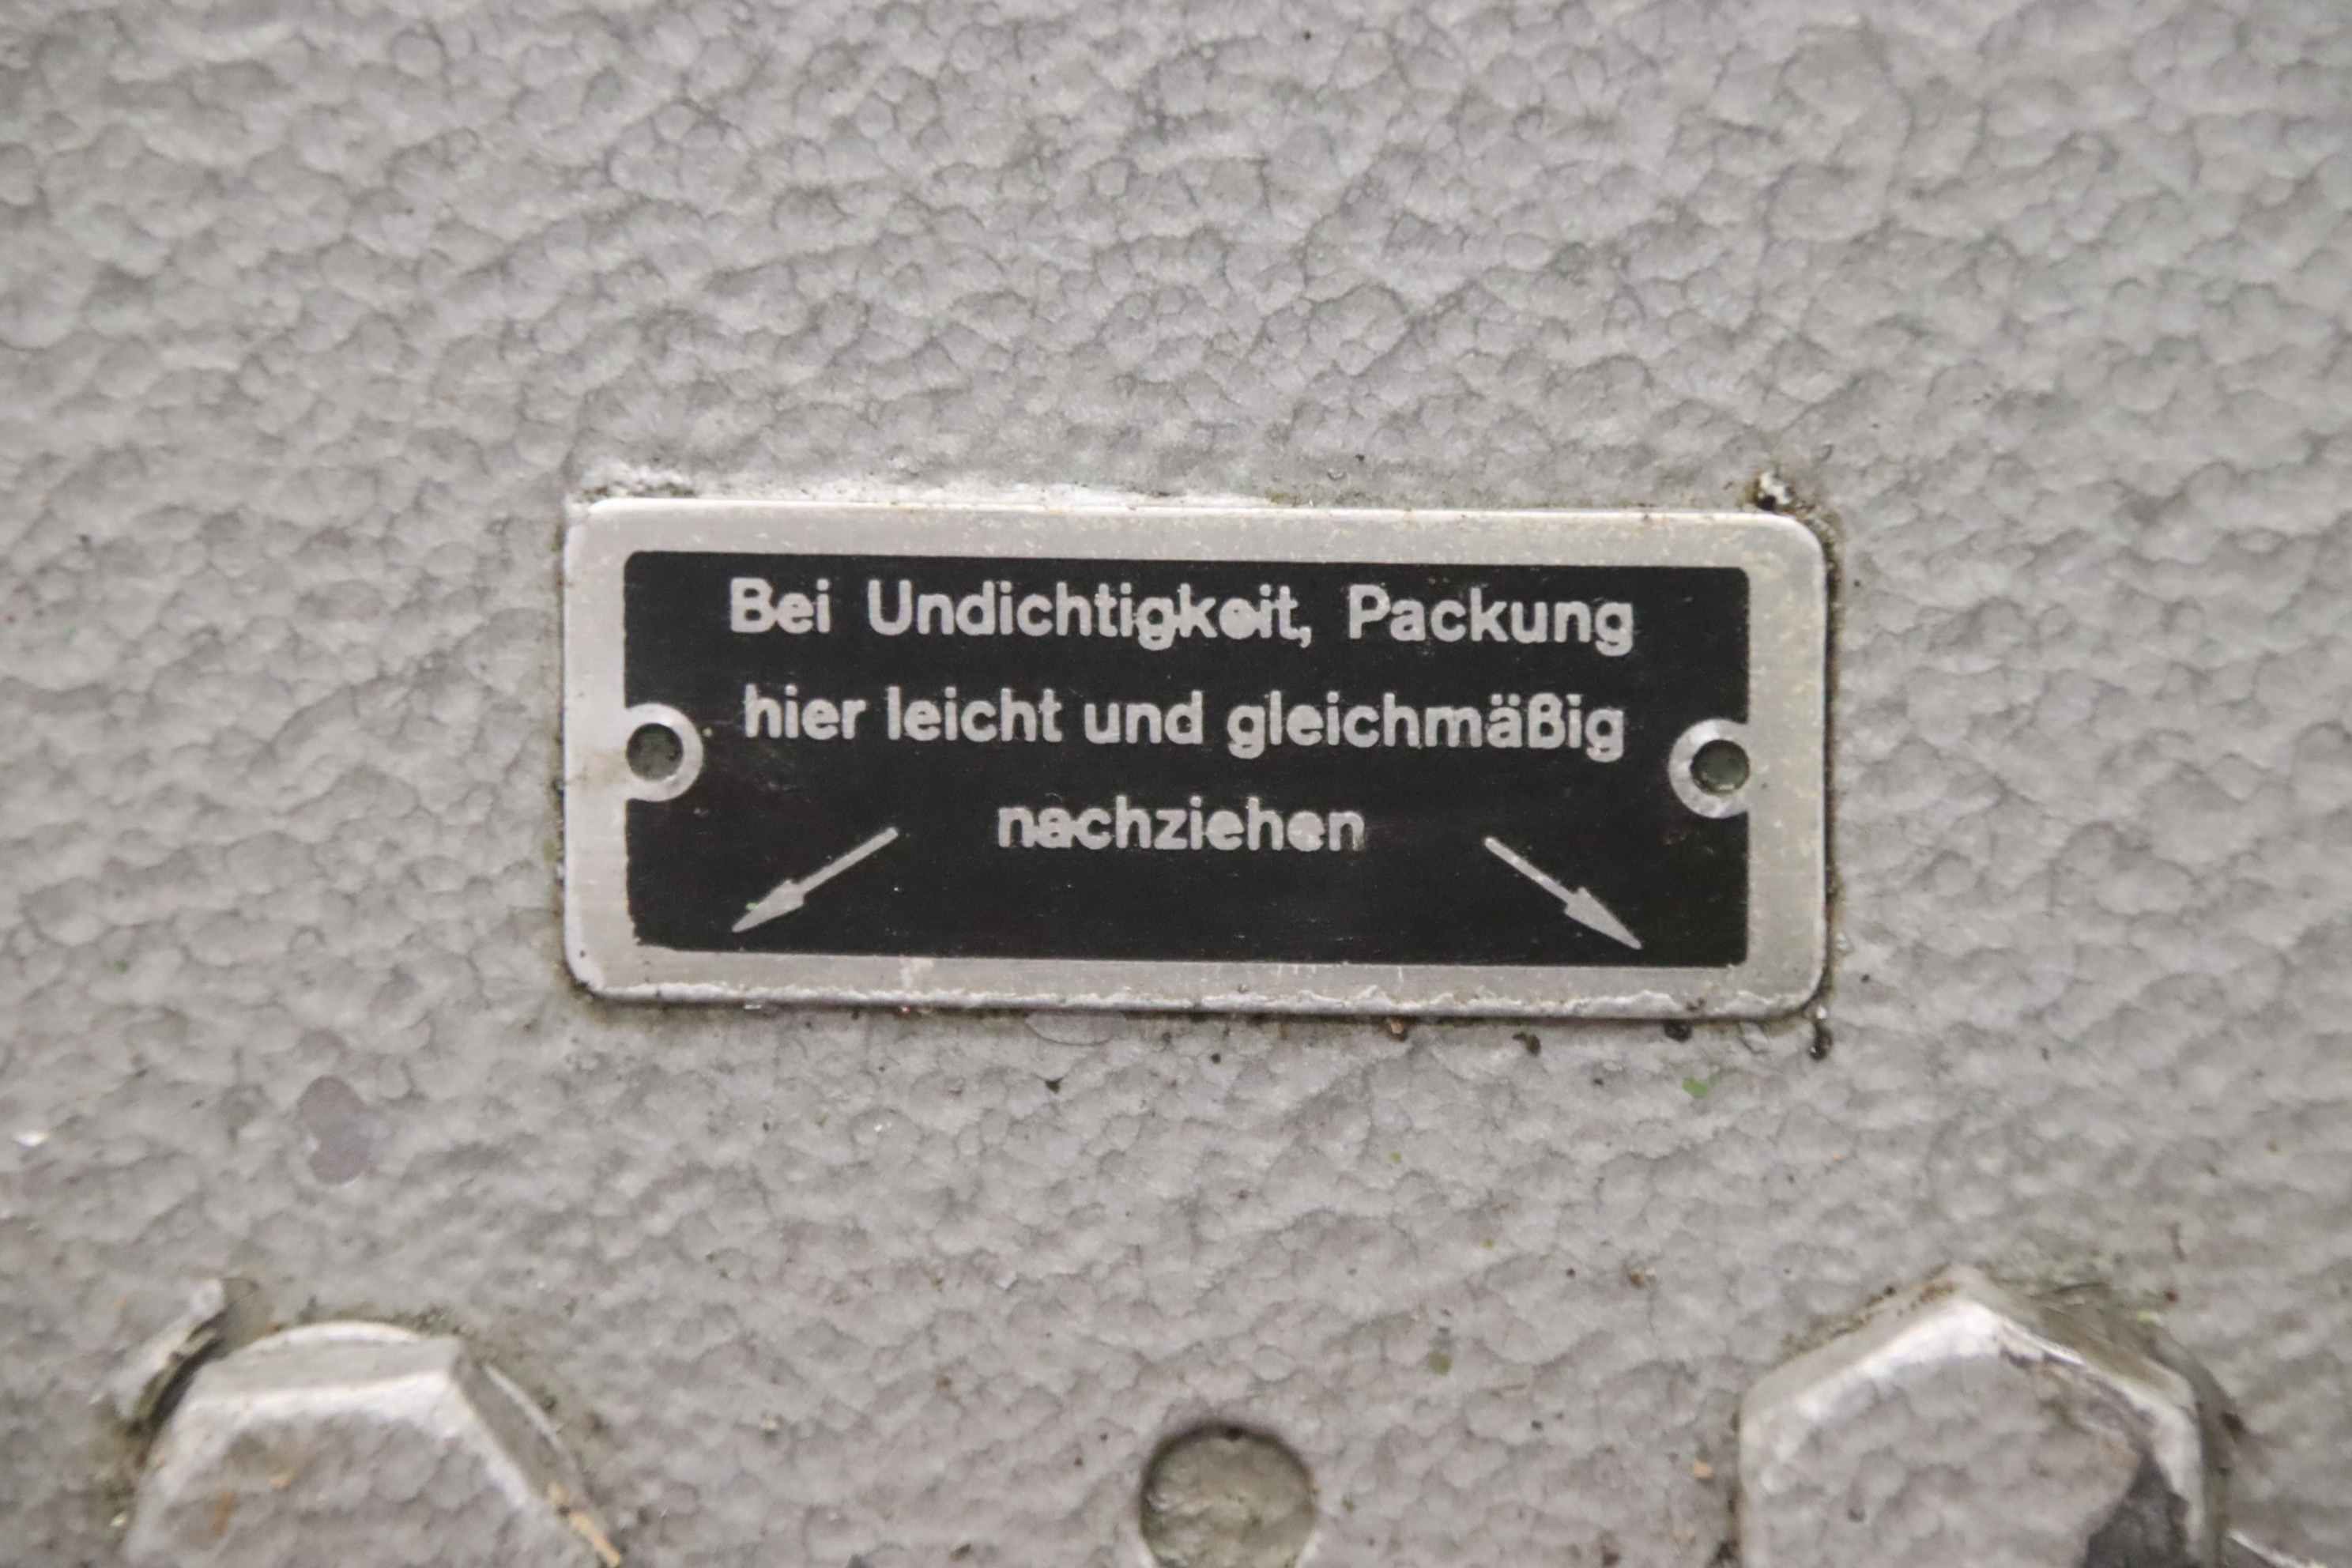 Bei Undichtigkeit, Packung
hier leicht und gleichmäßig
nachziehen